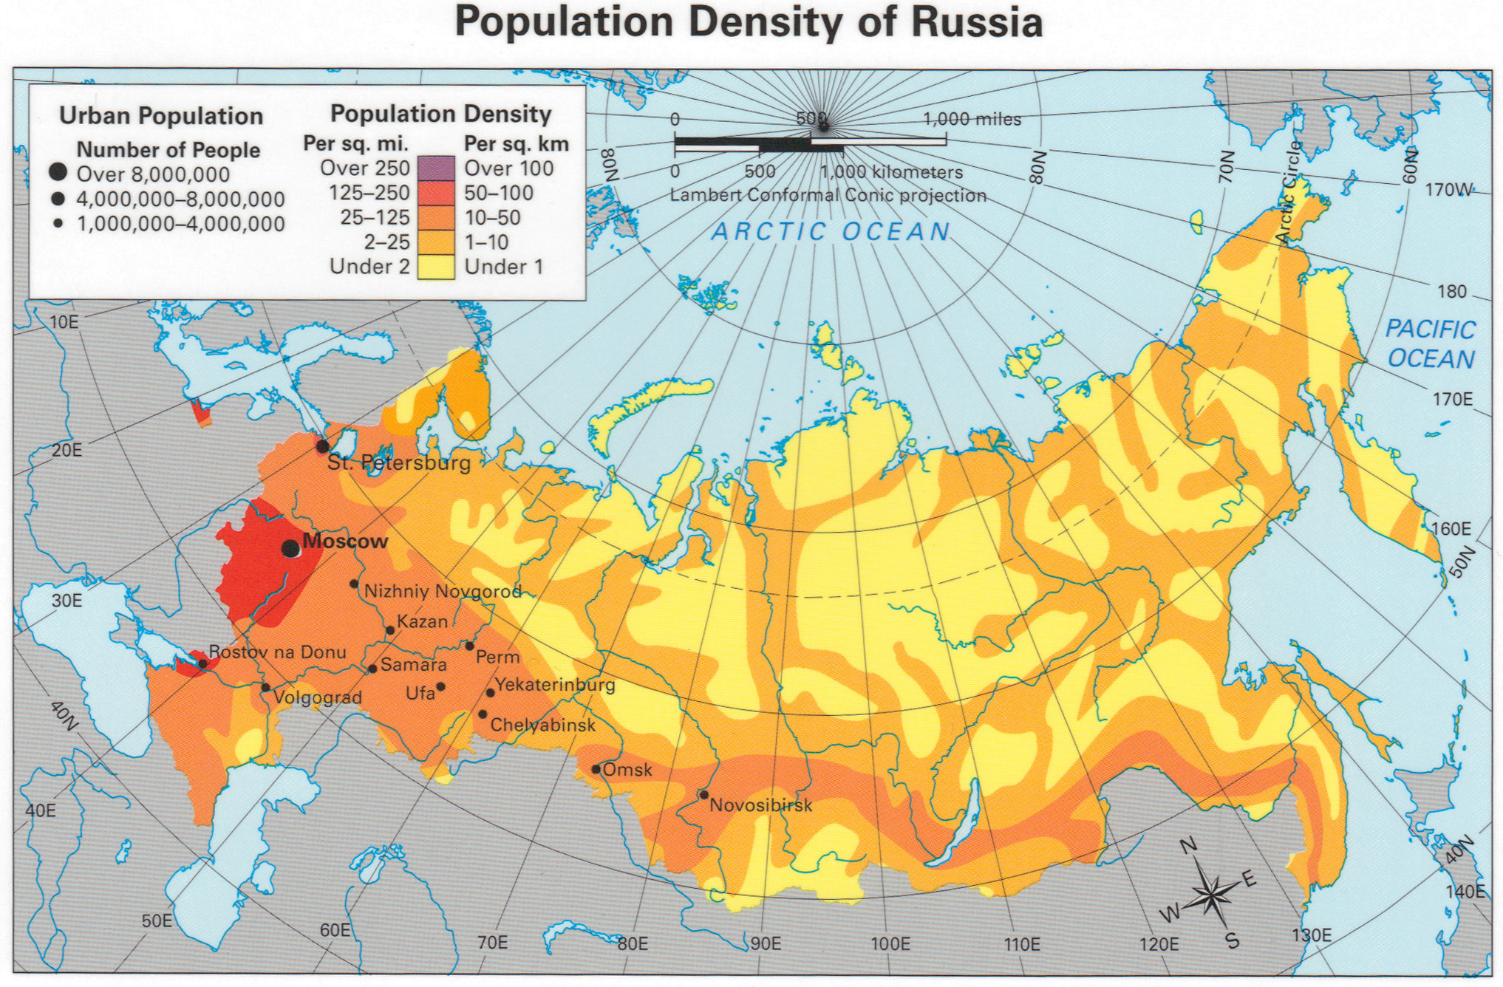 Population Density of Russia
Urban Population
Number of People
Over 8,000,000
4,000,000–8,000,000
1,000,000–4,000,000
Population Density
Per sq. mi. Per sq. km
Over 250 Over 100
125–250 50–100
25–125 10–50
2–25 1–10
Under 2 Under 1
0 500 1,000 miles
0 500 1,000 kilometers
Lambert Conformal Conic projection
80N
80N
70N
60N
Arctic Circle
170W
ARCTIC OCEAN
180
PACIFIC
OCEAN
170E
160E
50N
10E
20E
30E
40N
40E
50E
60E
70E
80E
90E
100E
110E
120E
130E
140E
40N
St. Petersburg
Moscow
Nizhniy Novgorod
Kazan
Rostov na Donu
Samara
Perm
Volgograd
Ufa
Yekaterinburg
Chelyabinsk
Omsk
Novosibirsk
N
E
W
S